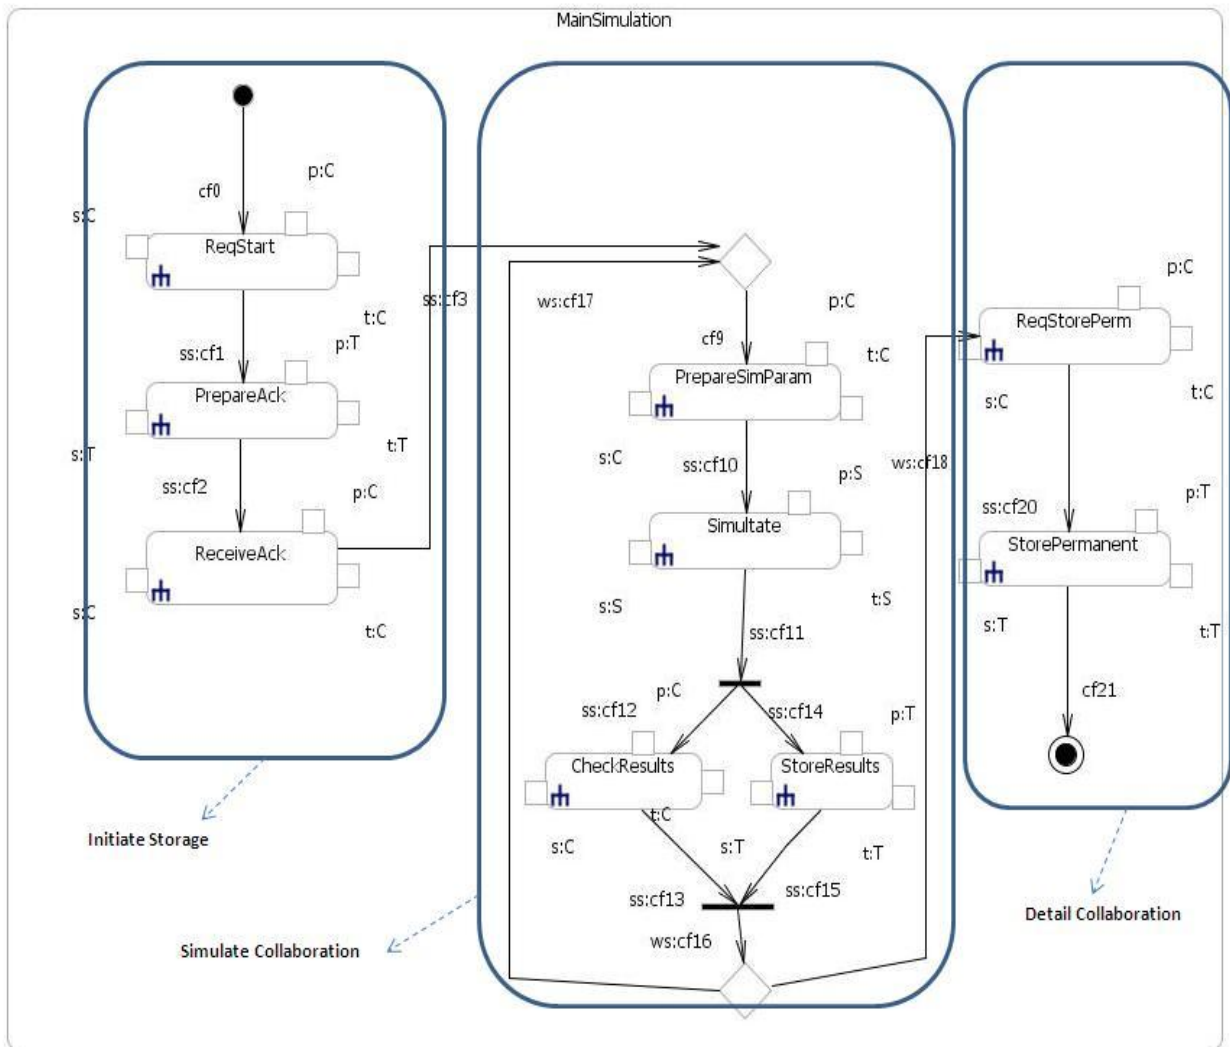 MainSimulation
p:C
cf0
s:C
ReqStart
t:C
ss:cf1
p:T
PrepareAck
t:T
s:T
ss:cf2
p:C
ReceiveAck
s:C
t:C
ss:cf3
ws:cf17
p:C
cf9
t:C
PrepareSimParam
s:C
ss:cf10
p:S
Simultate
s:S
t:S
ss:cf11
p:C
ss:cf12
ss:cf14
p:T
CheckResults
StoreResults
t:C
s:C
s:T
t:T
ss:cf13
ss:cf15
ws:cf16
ws:cf18
p:C
ReqStorePerm
s:C
t:C
ss:cf20
p:T
StorePermanent
s:T
t:T
cf21
Initiate Storage
Simulate Collaboration
Detail Collaboration